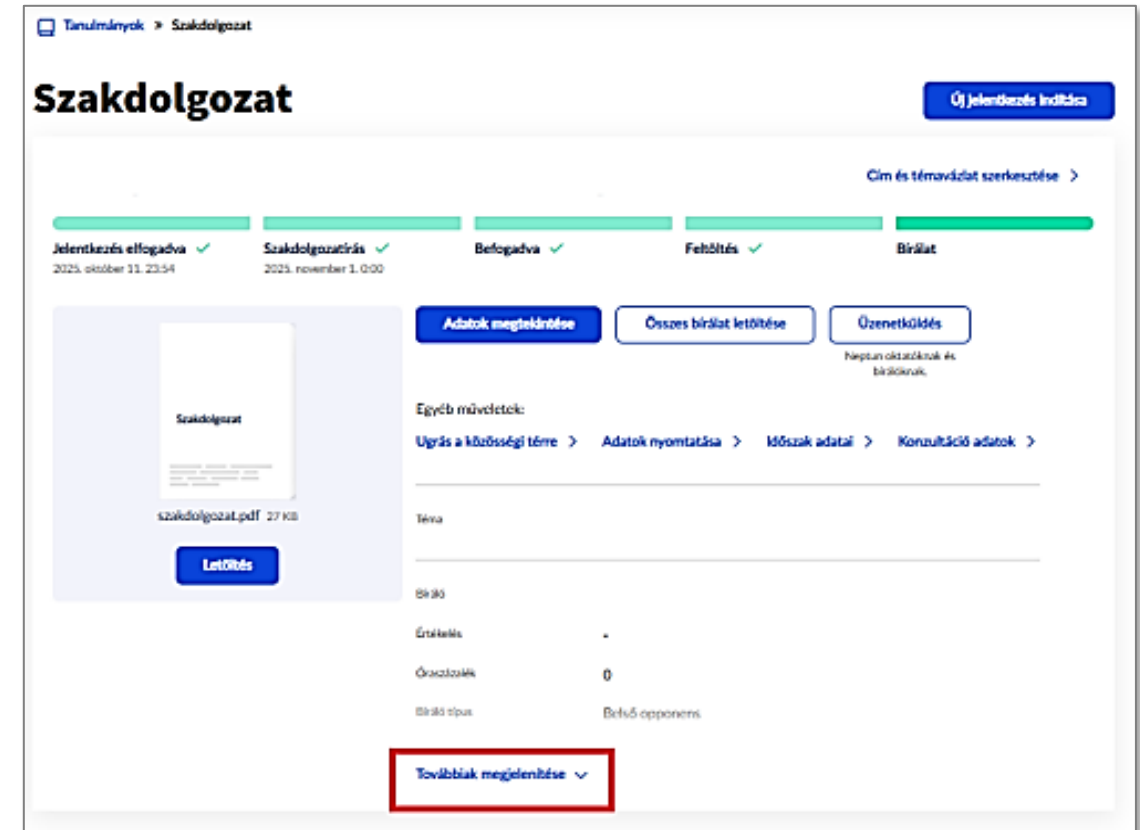 Tanulmányok » Szakdolgozat
Szakdolgozat
Új jelentkezés indítása
Cím és témavázlat szerkesztése >
Jelentkezés elfogadva ✓ Szakdolgozatírás ✓ Befogadva ✓ Feltöltés ✓ Bírálat
2025. október 11. 23:54 2025. november 1. 0:00
Adatok megtekintése Összes bírálat letöltése Üzenetküldés
Neptun oktatóknak és
bírálóknak.
Egyéb műveletek:
Ugrás a közösségi térre > Adatok nyomtatása > Időszak adatai > Konzultáció adatok >
Szakdolgozat
szakdolgozat.pdf 27 KB
Letöltés
Téma
Bíráló
Értékelés -
Óraszázalék 0
Bíráló típus Belső opponens
Továbbiak megjelenítése